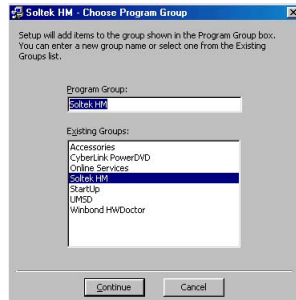 Soltek HM - Choose Program Group
Setup will add items to the group shown in the Program Group box.
You can enter a new group name or select one from the Existing
Groups list.
Program Group:
Soltek HM
Existing Groups:
Accessories
CyberLink PowerDVD
Online Services
Soltek HM
StartUp
UMSD
Winbond HWDoctor
Continue
Cancel